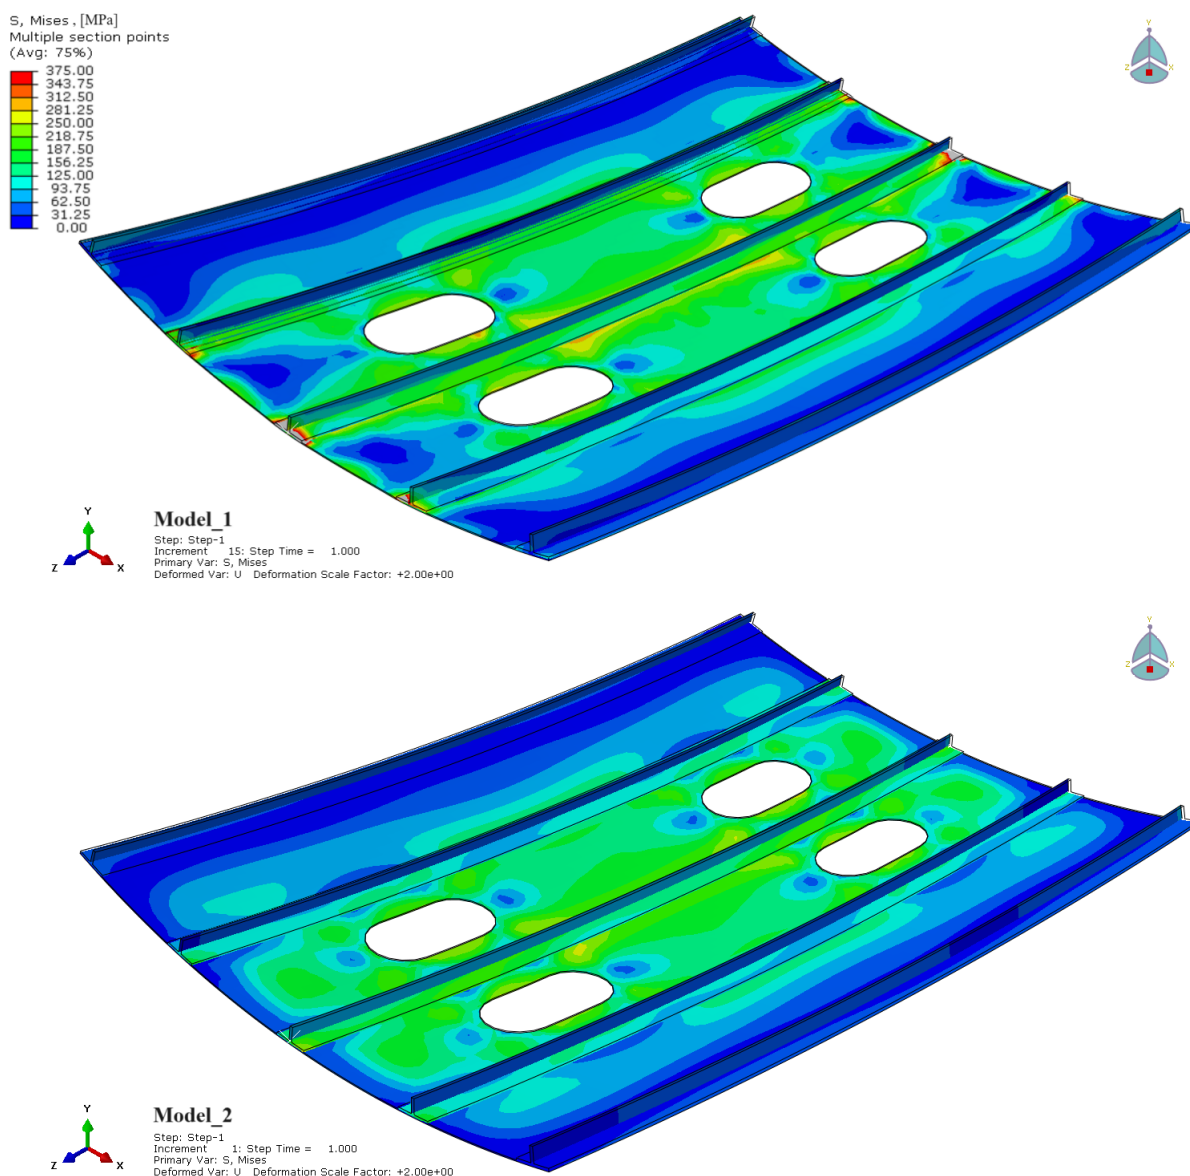 S, Mises , [MPa]
Multiple section points
(Avg: 75%)
375.00
343.75
312.50
281.25
250.00
218.75
187.50
156.25
125.00
93.75
62.50
31.25
0.00
Y
Z X
Y
Z X
Model_1
Step: Step-1
Increment 15: Step Time = 1.000
Primary Var: S, Mises
Deformed Var: U Deformation Scale Factor: +2.00e+00
Y
Z X
Y
Z X
Model_2
Step: Step-1
Increment 1: Step Time = 1.000
Primary Var: S, Mises
Deformed Var: U Deformation Scale Factor: +2.00e+00